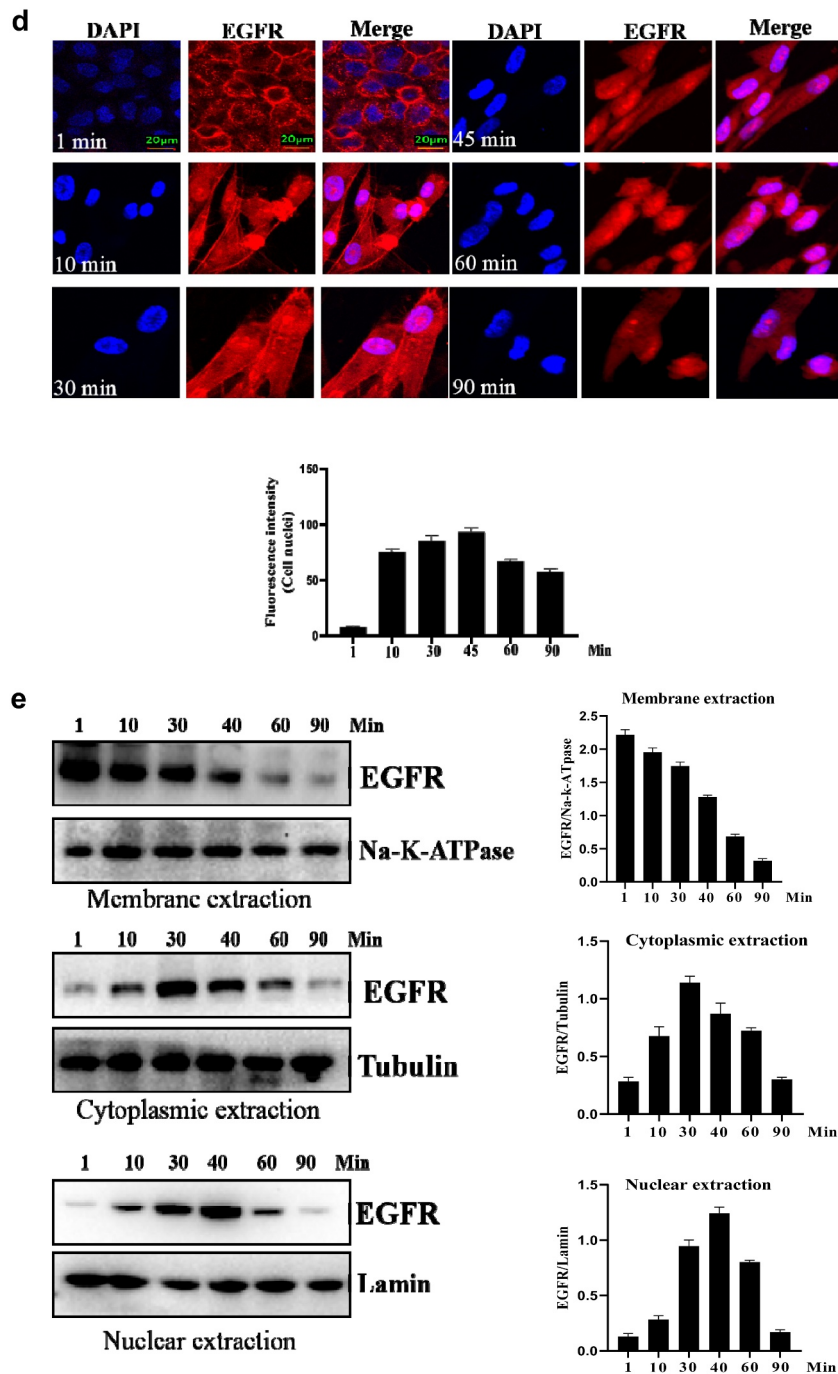 d
DAPI EGFR Merge DAPI EGFR Merge
1 min 20μm 20μm 20μm 45 min
10 min 60 min
30 min 90 min
Fluorescence intensity
(Cell nuclei)
150
100
50
0
1 10 30 45 60 90 Min
e
1 10 30 40 60 90 Min
EGFR
Na-K-ATPase
Membrane extraction
Membrane extraction
EGFR/Na-k-ATpase
2.5
2.0
1.5
1.0
0.5
0.0
1 10 30 40 60 90 Min
1 10 30 40 60 90 Min
EGFR
Tubulin
Cytoplasmic extraction
Cytoplasmic extraction
EGFR/Tubulin
1.5
1.0
0.5
0.0
1 10 30 40 60 90 Min
1 10 30 40 60 90 Min
EGFR
Lamin
Nuclear extraction
Nuclear extraction
EGFR/Lamin
1.5
1.0
0.5
0.0
1 10 30 40 60 90 Min